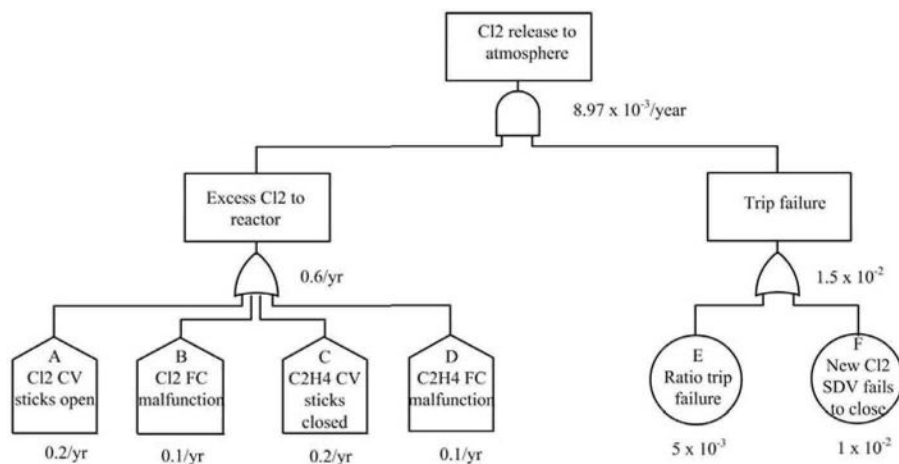 Cl2 release to
atmosphere
8.97 x 10⁻³/year
Excess Cl2 to
reactor
Trip failure
0.6/yr
1.5 x 10⁻²
A
Cl2 CV
sticks open
B
Cl2 FC
malfunction
C
C2H4 CV
sticks
closed
D
C2H4 FC
malfunction
E
Ratio trip
failure
F
New Cl2
SDV fails
to close
0.2/yr
0.1/yr
0.2/yr
0.1/yr
5 x 10⁻³
1 x 10⁻²